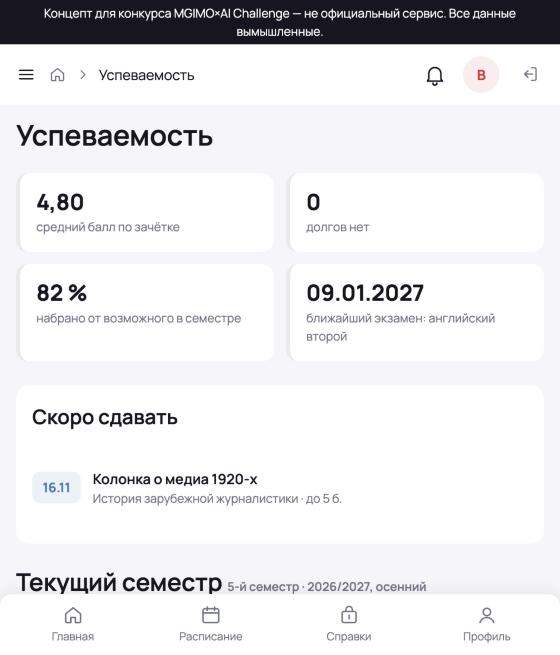 Концепт для конкурса MGIMO×AI Challenge — не официальный сервис. Все данные
вымышленные.
Успеваемость
В
Успеваемость
4,80
средний балл по зачётке
0
долгов нет
82 %
набрано от возможного в семестре
09.01.2027
ближайший экзамен: английский
второй
Скоро сдавать
16.11
Колонка о медиа 1920-х
История зарубежной журналистики · до 5 б.
Текущий семестр 5-й семестр · 2026/2027, осенний
Главная
Расписание
Справки
Профиль